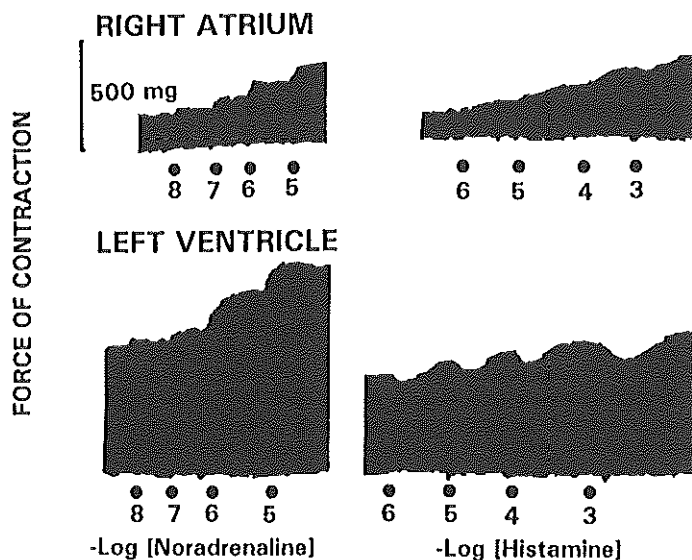 RIGHT ATRIUM
500 mg
8 7 6 5
6 5 4 3
LEFT VENTRICLE
8 7 6 5
6 5 4 3
-Log [Noradrenaline]
-Log [Histamine]
FORCE OF CONTRACTION